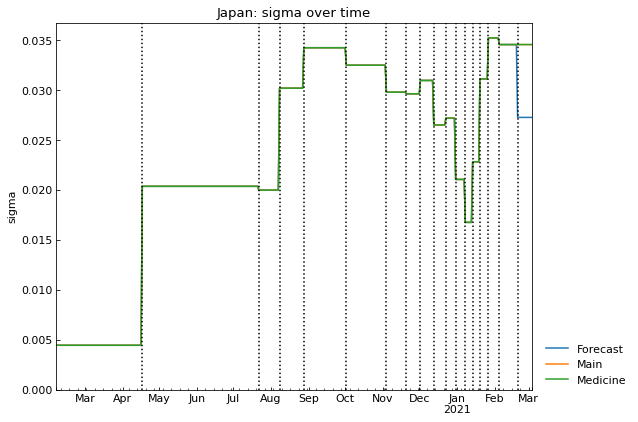 Japan: sigma over time
sigma
0.035
0.030
0.025
0.020
0.015
0.010
0.005
0.000
Mar Apr May Jun Jul Aug Sep Oct Nov Dec Jan Feb Mar
2021
Forecast
Main
Medicine